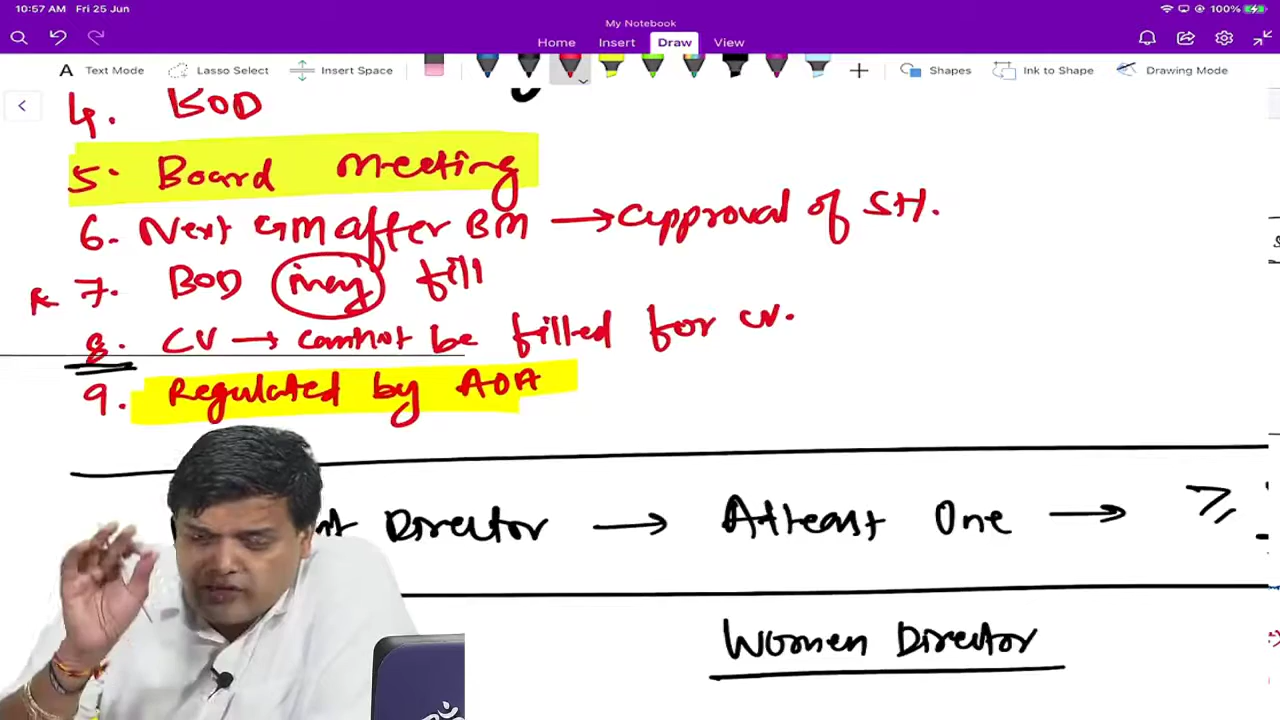 10:57 AM Fri 25 Jun
100%
My Notebook
Home Insert Draw View
A Text Mode Lasso Select Insert Space Shapes Ink to Shape Drawing Mode
4. BOD
5. Board Meeting
6. Next GM after BM → approval of SH.
7. BOD may fill
8. CV → cannot be filled for CV.
9. Regulated by AOA
Director → Atleast One → ≥
Women Director